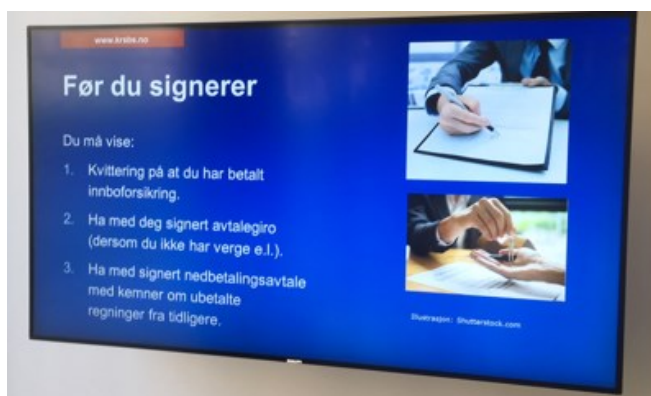 www.krsbs.no
Før du signerer
Du må vise:
1. Kvittering på at du har betalt
innboforsikring.
2. Ha med deg signert avtalegiro
(dersom du ikke har verge e.l.).
3. Ha med signert nedbetalingsavtale
med kemner om ubetalte
regninger fra tidligere.
Illustrasjon: Shutterstock.com